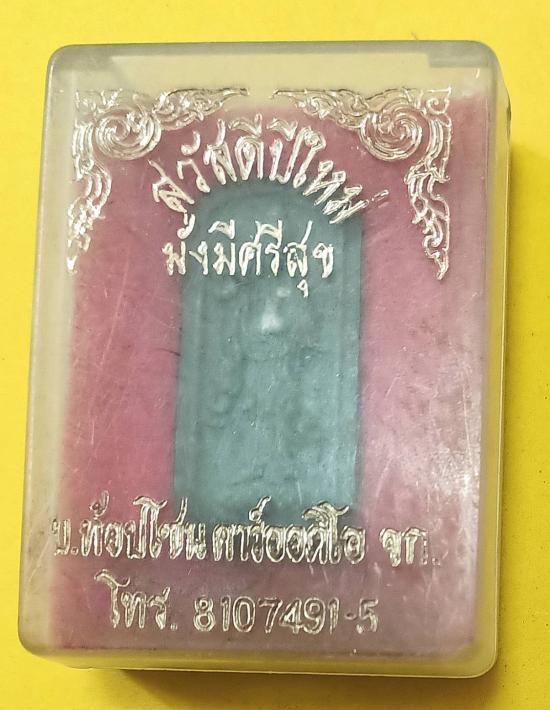 สวัสดีปีใหม่
มั่งมีศรีสุข
บ.ท้อปโซน คาร์ออดิโอ จก.
โทร. 8107491-5